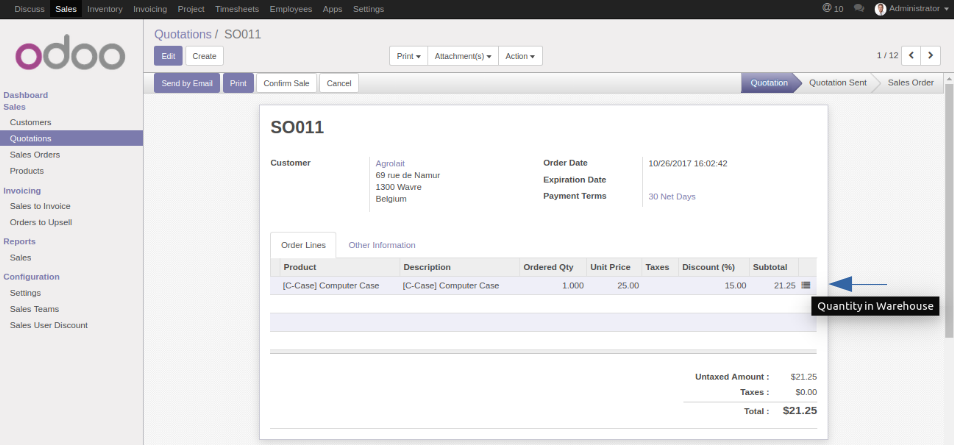 Discuss Sales Inventory Invoicing Project Timesheets Employees Apps Settings @ 10 Administrator
odoo
Quotations / SO011
Edit Create Print Attachment(s) Action 1 / 12
Send by Email Print Confirm Sale Cancel Quotation Quotation Sent Sales Order
Dashboard
Sales
Customers
Quotations
Sales Orders
Products
Invoicing
Sales to Invoice
Orders to Upsell
Reports
Sales
Configuration
Settings
Sales Teams
Sales User Discount
SO011
Customer Agrolait
69 rue de Namur
1300 Wavre
Belgium
Order Date 10/26/2017 16:02:42
Expiration Date
Payment Terms 30 Net Days
Order Lines Other Information
Product Description Ordered Qty Unit Price Taxes Discount (%) Subtotal
[C-Case] Computer Case [C-Case] Computer Case 1.000 25.00 15.00 21.25
Quantity in Warehouse
Untaxed Amount : $21.25
Taxes : $0.00
Total : $21.25